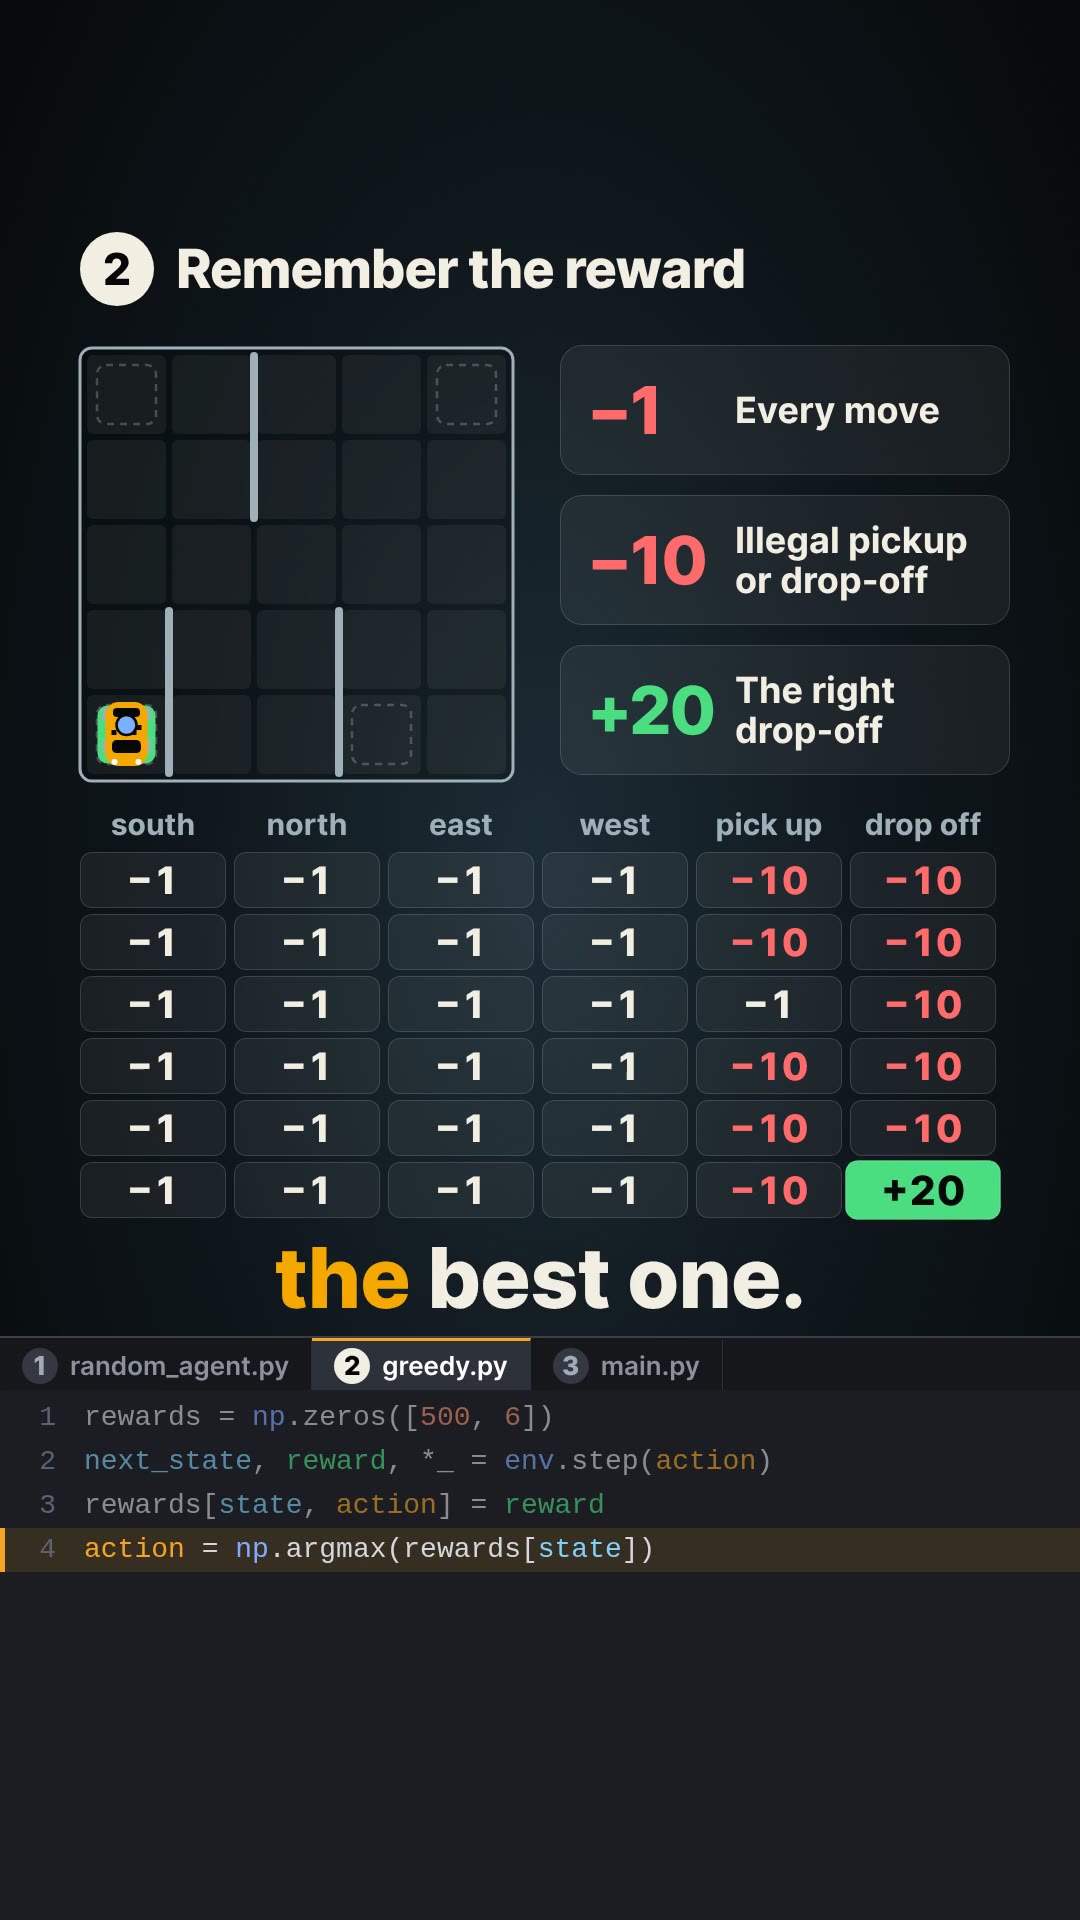 2 Remember the reward
−1 Every move
−10 Illegal pickup
or drop-off
+20 The right
drop-off
south north east west pick up drop off
−1 −1 −1 −1 −10 −10
−1 −1 −1 −1 −10 −10
−1 −1 −1 −1 −1 −10
−1 −1 −1 −1 −10 −10
−1 −1 −1 −1 −10 −10
−1 −1 −1 −1 −10 +20
the best one.
1 random_agent.py 2 greedy.py 3 main.py
1 rewards = np.zeros([500, 6])
2 next_state, reward, *_ = env.step(action)
3 rewards[state, action] = reward
4 action = np.argmax(rewards[state])